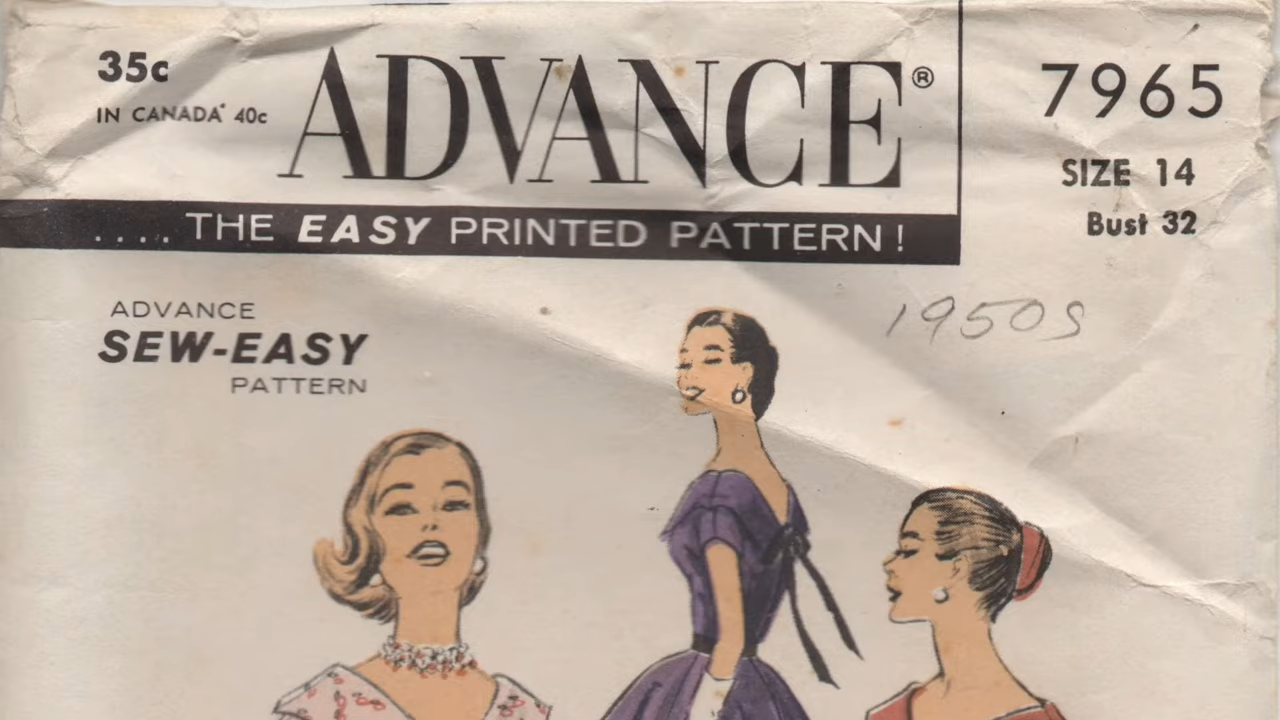 35c
IN CANADA 40c
ADVANCE®
.... THE EASY PRINTED PATTERN!
7965
SIZE 14
Bust 32
1950s
ADVANCE
SEW-EASY
PATTERN